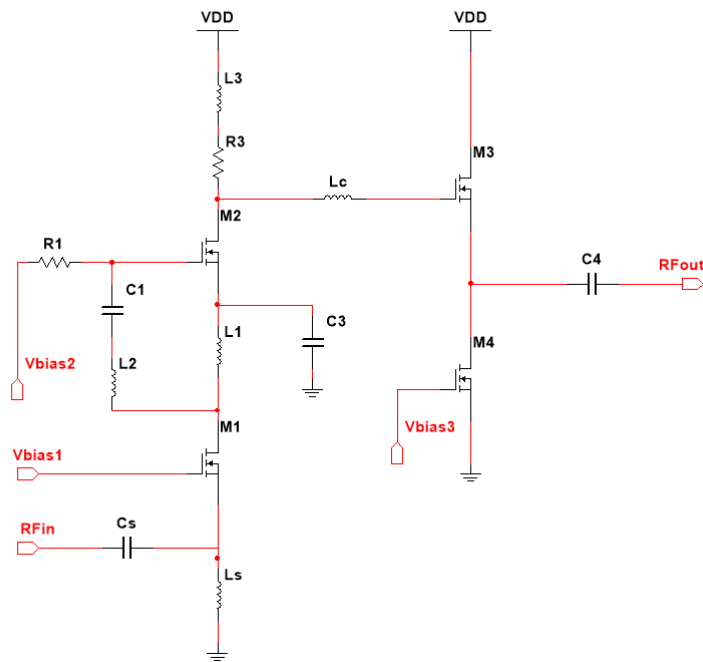 VDD
VDD
L3
R3
M3
Lc
M2
R1
C4
RFout
C1
L1
C3
M4
Vbias2
L2
M1
Vbias3
Vbias1
RFin
Cs
Ls